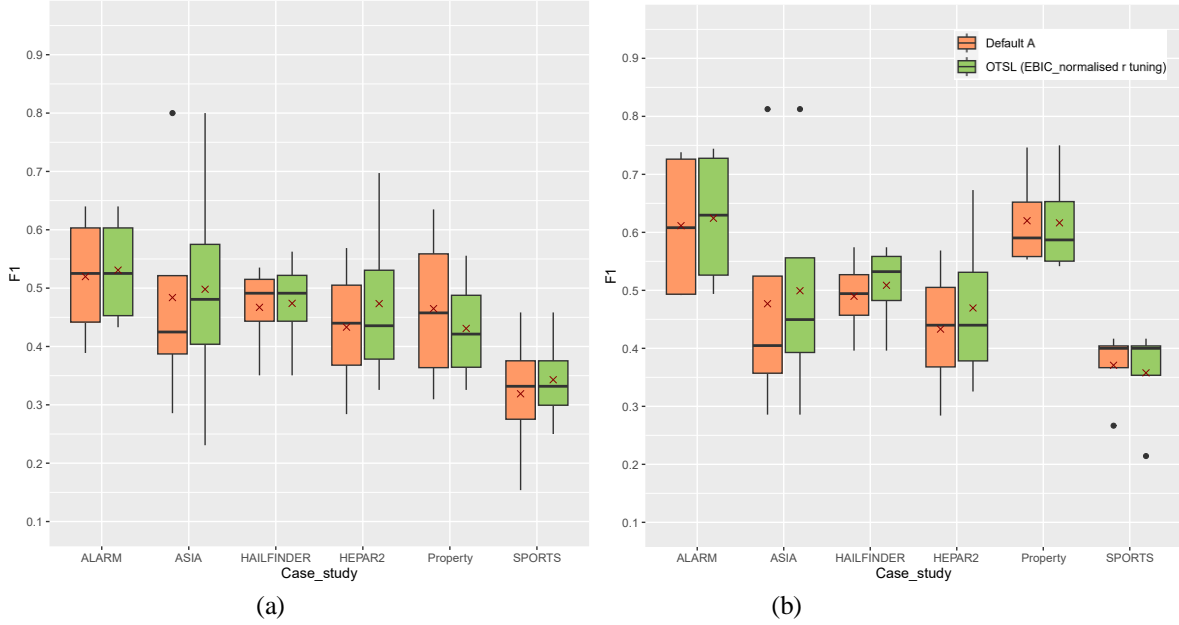 0.9
0.8
0.7
0.6
0.5
0.4
0.3
0.2
0.1
F1
ALARM ASIA HAILFINDER HEPAR2 Property SPORTS
Case_study
(a)
Default A
OTSL (EBIC_normalised r tuning)
0.9
0.8
0.7
0.6
0.5
0.4
0.3
0.2
0.1
F1
ALARM ASIA HAILFINDER HEPAR2 Property SPORTS
Case_study
(b)